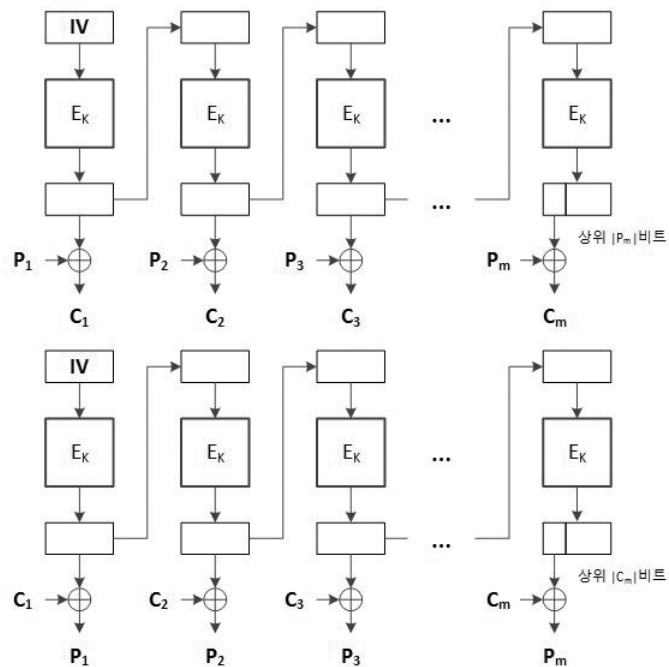 IV
E_K E_K E_K ... E_K
...
상위 |P_m|비트
P_1 P_2 P_3 P_m
C_1 C_2 C_3 C_m
IV
E_K E_K E_K ... E_K
...
상위 |C_m|비트
C_1 C_2 C_3 C_m
P_1 P_2 P_3 P_m